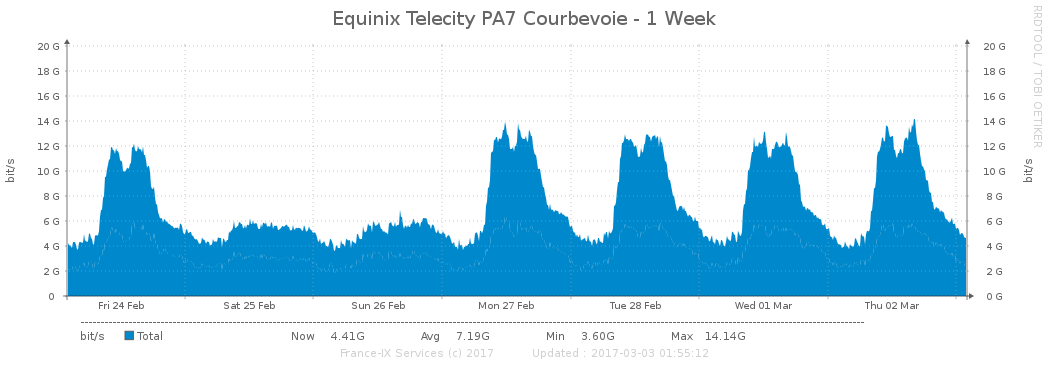 Equinix Telecity PA7 Courbevoie - 1 Week
RRDTOOL / TOBI OETIKER
bit/s
20 G 20 G
18 G 18 G
16 G 16 G
14 G 14 G
12 G 12 G
10 G 10 G
8 G 8 G
6 G 6 G
4 G 4 G
2 G 2 G
0 0 G
bit/s
Fri 24 Feb Sat 25 Feb Sun 26 Feb Mon 27 Feb Tue 28 Feb Wed 01 Mar Thu 02 Mar
bit/s Total Now 4.41G Avg 7.19G Min 3.60G Max 14.14G
France-IX Services (c) 2017 Updated : 2017-03-03 01:55:12